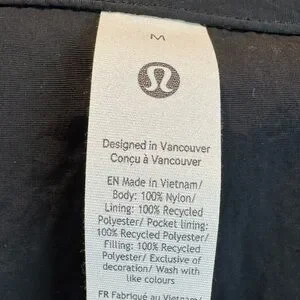 M
Designed in Vancouver
Conçu à Vancouver
EN Made in Vietnam/
Body: 100% Nylon/
Lining: 100% Recycled
Polyester/ Pocket lining:
100% Recycled Polyester/
Filling: 100% Recycled
Polyester/ Exclusive of
decoration/ Wash with
like colours
FR Fabriqué au Vietnam/